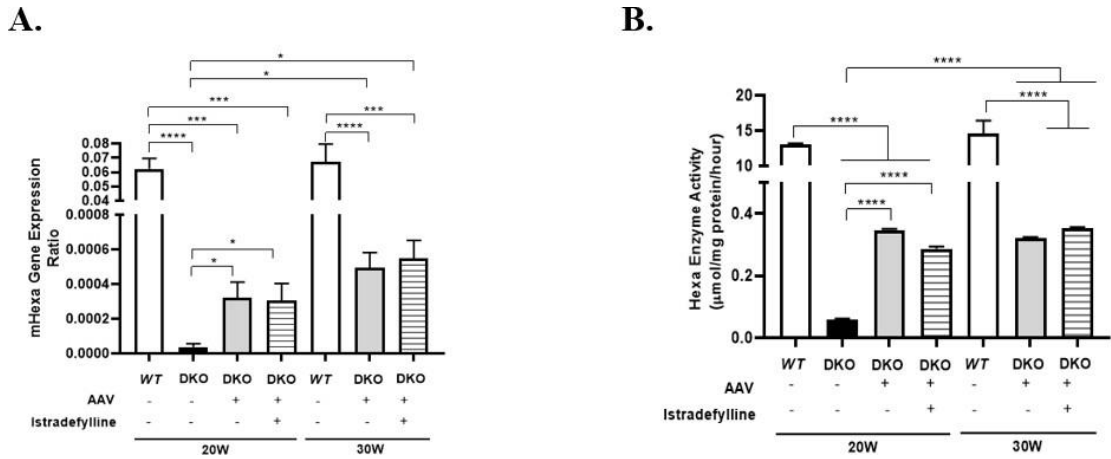 A.
*
*
***
***
****
***
****
*
*
mHexa Gene Expression
Ratio
0.08
0.07
0.06
0.05
0.04
0.0008
0.0006
0.0004
0.0002
0.0000
WT DKO DKO DKO WT DKO DKO
AAV - - + + - + +
Istradefylline - - - + - - +
20W 30W
B.
****
****
****
****
****
Hexa Enzyme Activity
(µmol/mg protein/hour)
20
15
10
0.4
0.2
0.0
WT DKO DKO DKO WT DKO DKO
AAV - - + + - + +
Istradefylline - - - + - - +
20W 30W